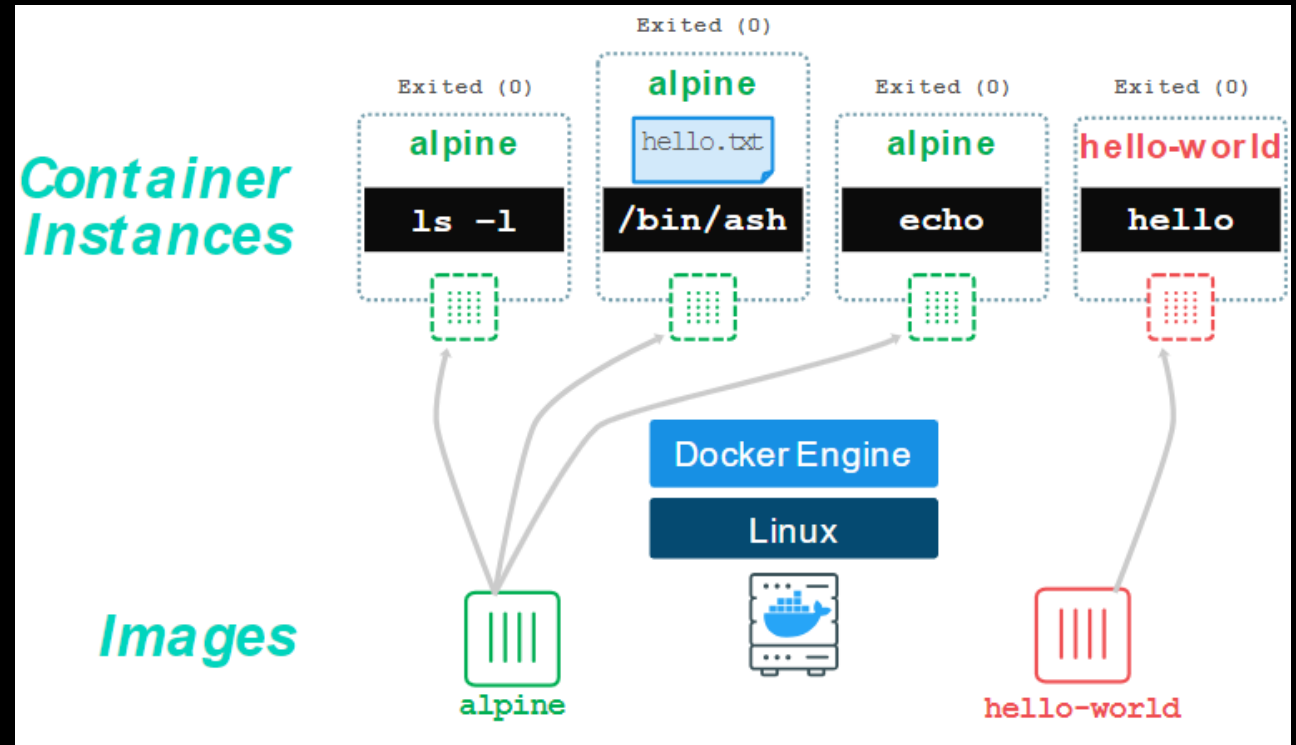 Exited (0)
Exited (0)
Exited (0)
Exited (0)
Container
Instances
alpine
alpine
alpine
hello-world
hello.txt
ls –l
/bin/ash
echo
hello
Docker Engine
Linux
Images
alpine
hello-world